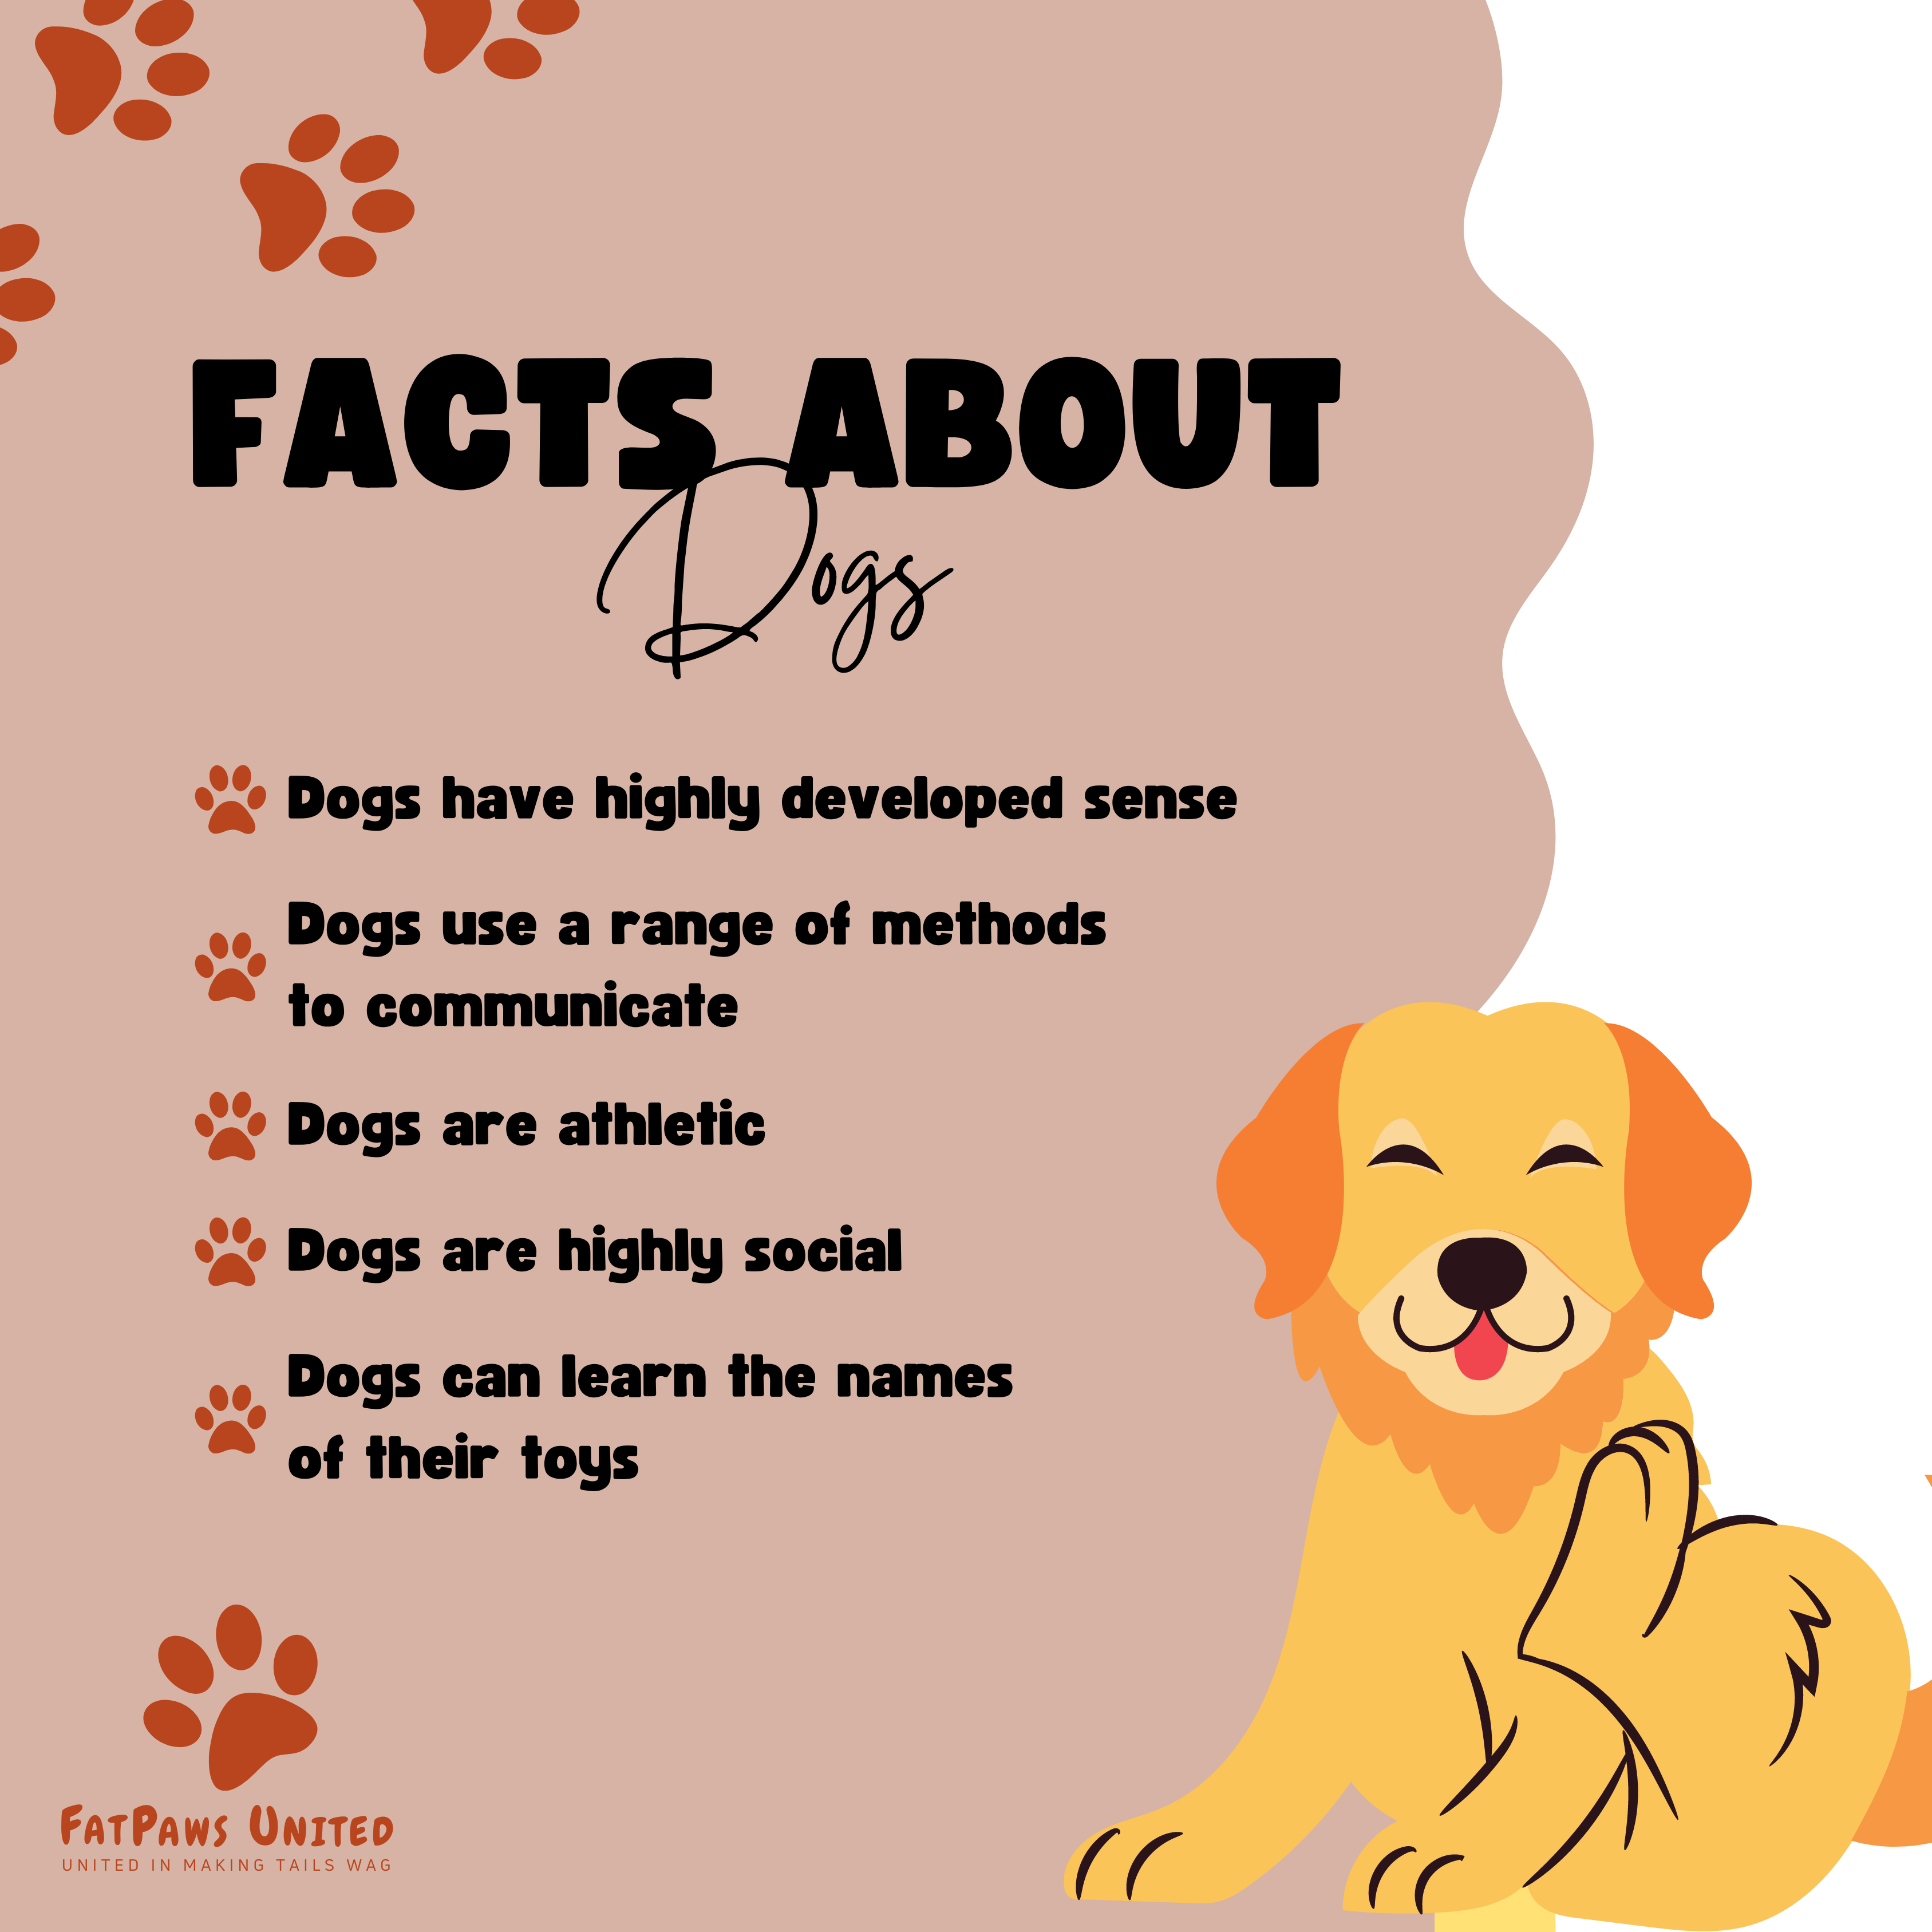 FACTS ABOUT
Dogs
Dogs have highly developed sense
Dogs use a range of methods
to communicate
Dogs are athletic
Dogs are highly social
Dogs can learn the names
of their toys
FatPaws United
UNITED IN MAKING TAILS WAG